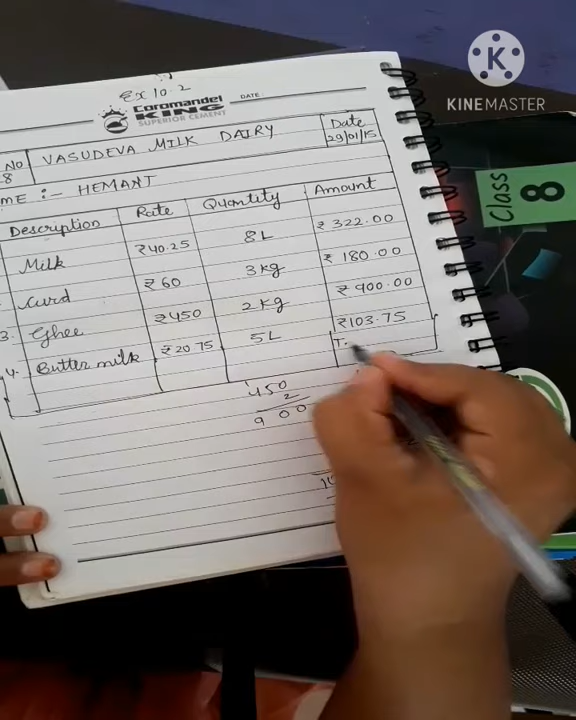 KINEMASTER
Ex 10.2
Coromandel
KING
SUPERIOR CEMENT
DATE:
NO VASUDEVA MILK DAIRY Date
8 29/01/15
ME :- HEMANT
Description Rate Quantity Amount
Milk ₹40.25 8L ₹322.00
Curd ₹60 3kg ₹180.00
3. Ghee ₹450 2kg ₹900.00
4. Butter milk ₹20.75 5L ₹103.75
T.
450
2
900
Class 8